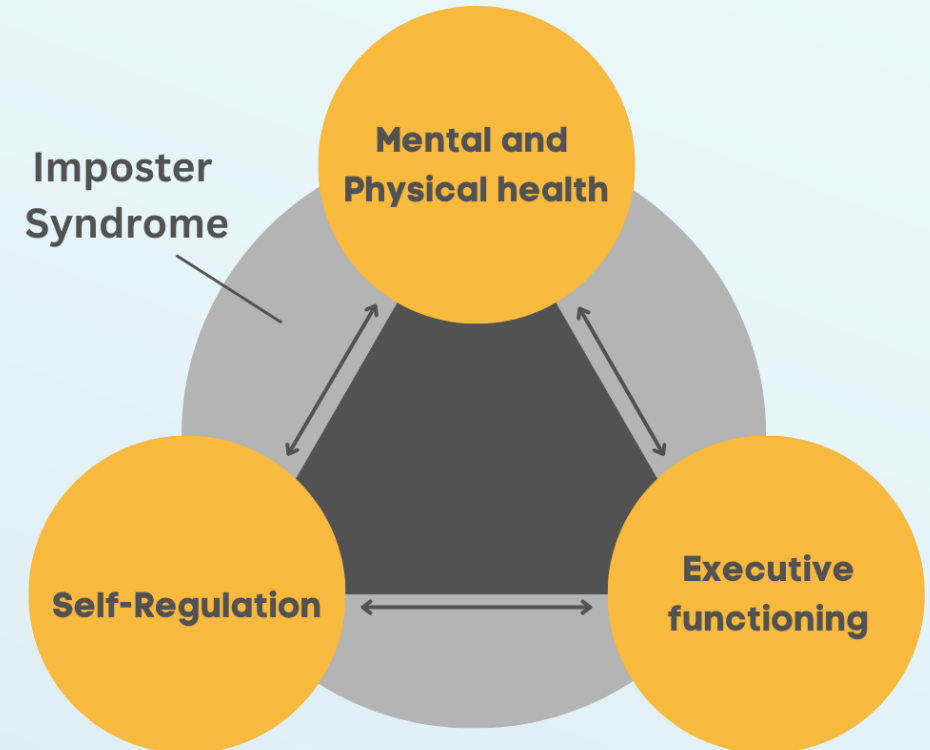 Mental and
Physical health
Imposter
Syndrome
Self-Regulation
Executive
functioning